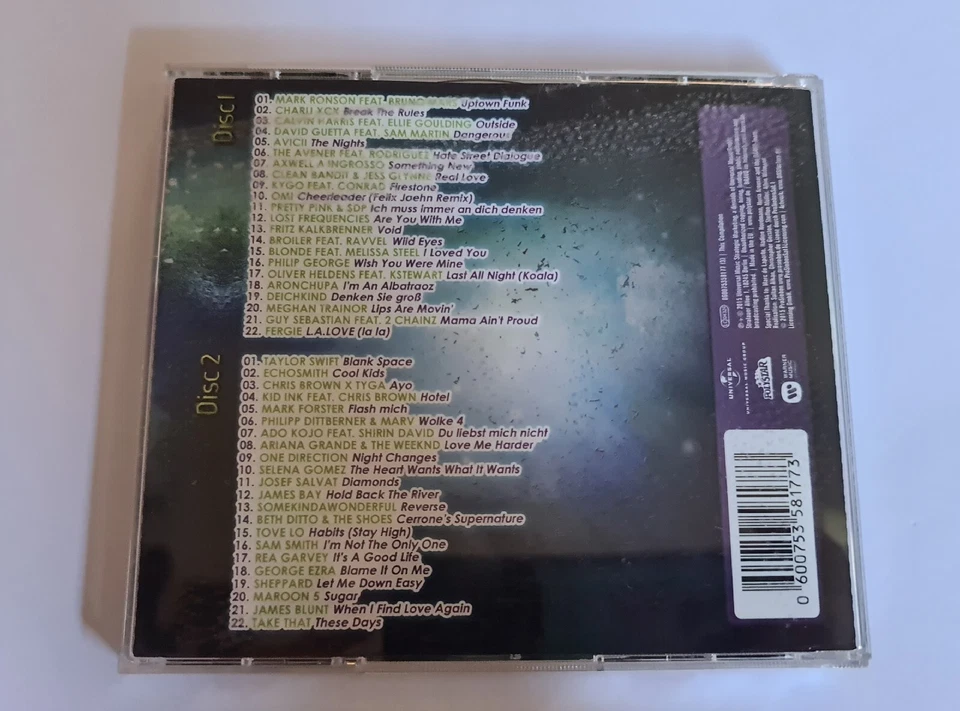 Disc 1
01. MARK RONSON FEAT. BRUNO MARS Uptown Funk
02. CHARLI XCX Break The Rules
03. CALVIN HARRIS FEAT. ELLIE GOULDING Outside
04. DAVID GUETTA FEAT. SAM MARTIN Dangerous
05. AVICII The Nights
06. THE AVENER FEAT. RODRIGUEZ Hate Street Dialogue
07. AXWELL Λ INGROSSO Something New
08. CLEAN BANDIT & JESS GLYNNE Real Love
09. KYGO FEAT. CONRAD Firestone
10. OMI Cheerleader (Felix Jaehn Remix)
11. PRETTY PINK & SDP Ich muss immer an dich denken
12. LOST FREQUENCIES Are You With Me
13. FRITZ KALKBRENNER Void
14. BROILER FEAT. RAVVEL Wild Eyes
15. BLONDE FEAT. MELISSA STEEL I Loved You
16. PHILIP GEORGE Wish You Were Mine
17. OLIVER HELDENS FEAT. KSTEWART Last All Night (Koala)
18. ARONCHUPA I'm An Albatraoz
19. DEICHKIND Denken Sie groß
20. MEGHAN TRAINOR Lips Are Movin'
21. GUY SEBASTIAN FEAT. 2 CHAINZ Mama Ain't Proud
22. FERGIE L.A.LOVE (la la)
Disc 2
01. TAYLOR SWIFT Blank Space
02. ECHOSMITH Cool Kids
03. CHRIS BROWN X TYGA Ayo
04. KID INK FEAT. CHRIS BROWN Hotel
05. MARK FORSTER Flash mich
06. PHILIPP DITTBERNER & MARV Wolke 4
07. ADO KOJO FEAT. SHIRIN DAVID Du liebst mich nicht
08. ARIANA GRANDE & THE WEEKND Love Me Harder
09. ONE DIRECTION Night Changes
10. SELENA GOMEZ The Heart Wants What It Wants
11. JOSEF SALVAT Diamonds
12. JAMES BAY Hold Back The River
13. SOMEKINDAWONDERFUL Reverse
14. BETH DITTO & THE SHOES Cerrone's Supernature
15. TOVE LO Habits (Stay High)
16. SAM SMITH I'm Not The Only One
17. REA GARVEY It's A Good Life
18. GEORGE EZRA Blame It On Me
19. SHEPPARD Let Me Down Easy
20. MAROON 5 Sugar
21. JAMES BLUNT When I Find Love Again
22. TAKE THAT These Days
UNIVERSAL
UNIVERSAL MUSIC GROUP
POLYSTAR
WARNER MUSIC
0 600753 581773